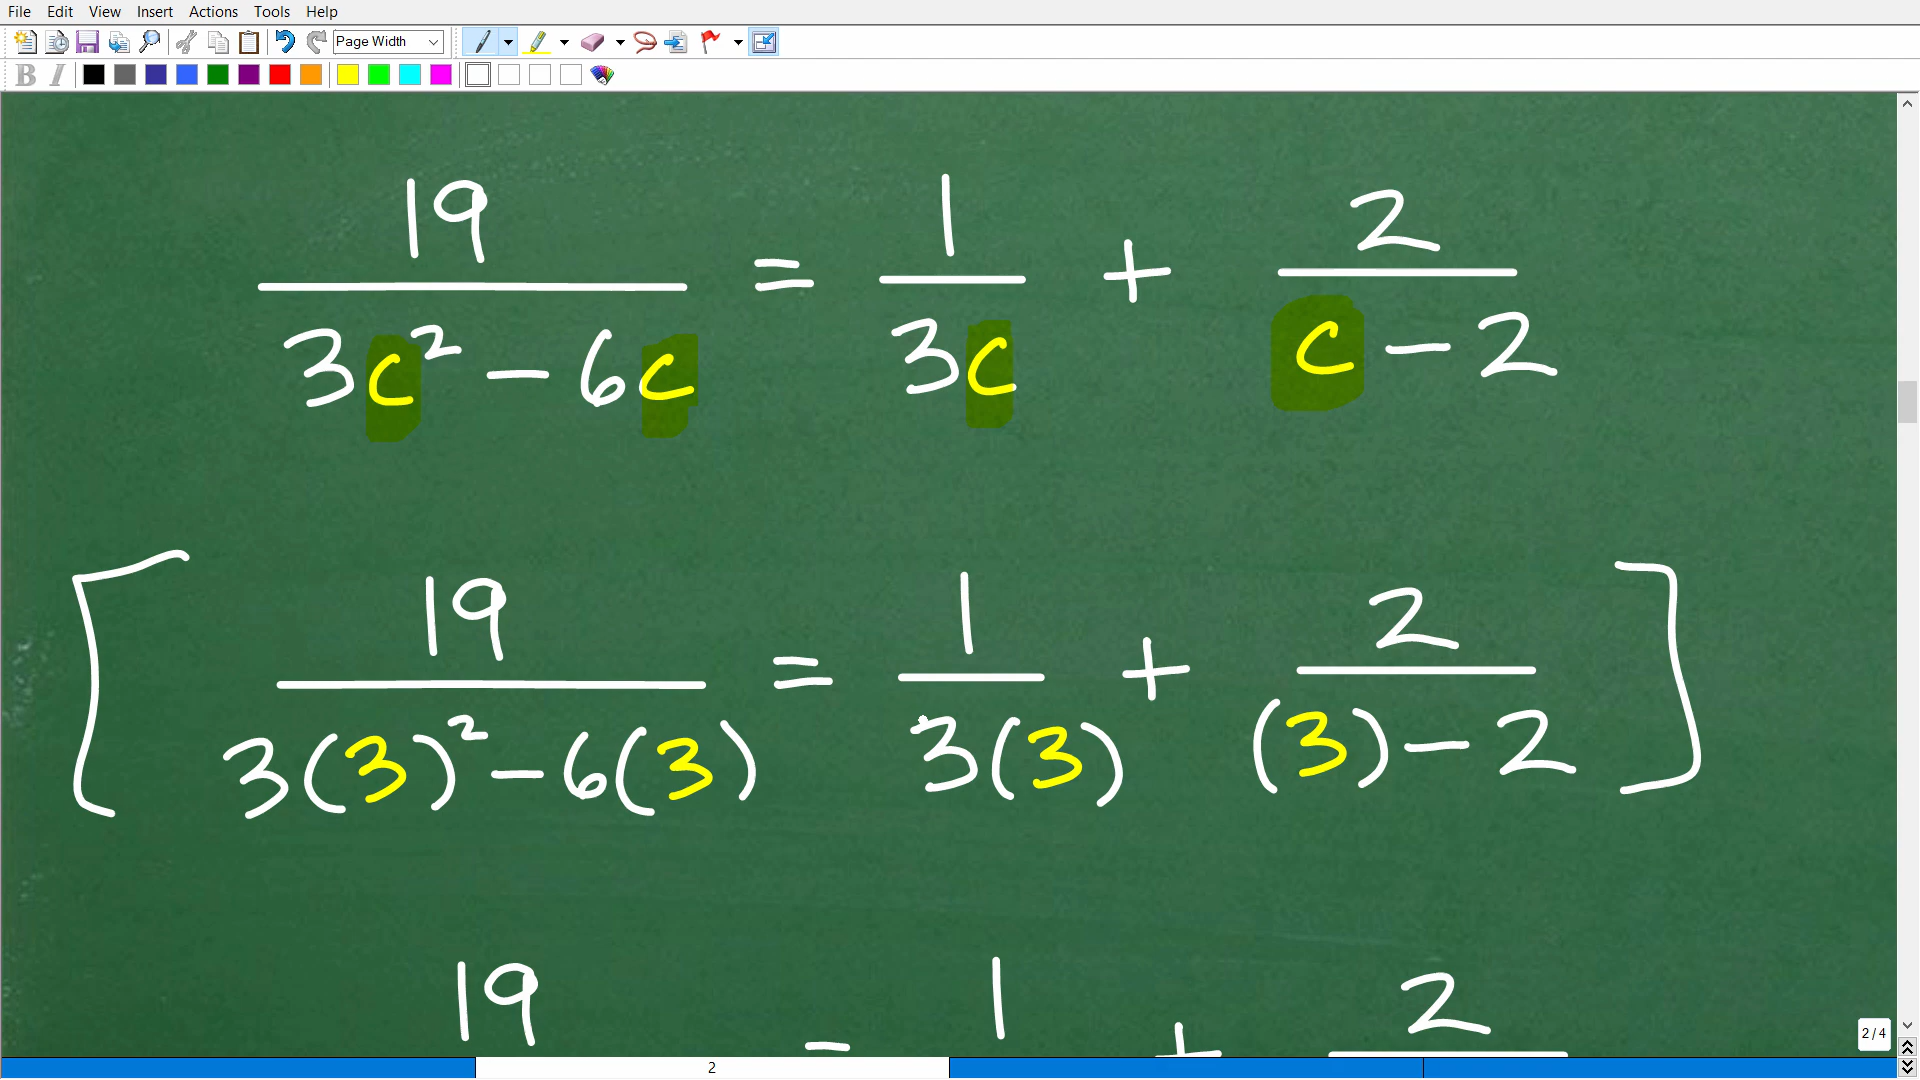 File Edit View Insert Actions Tools Help
Page Width
B I
19/(3c² − 6c) = 1/(3c) + 2/(c − 2)
[ 19/(3(3)² − 6(3)) = 1/(3(3)) + 2/((3) − 2) ]
19 = 1 + 2
2 / 4
2